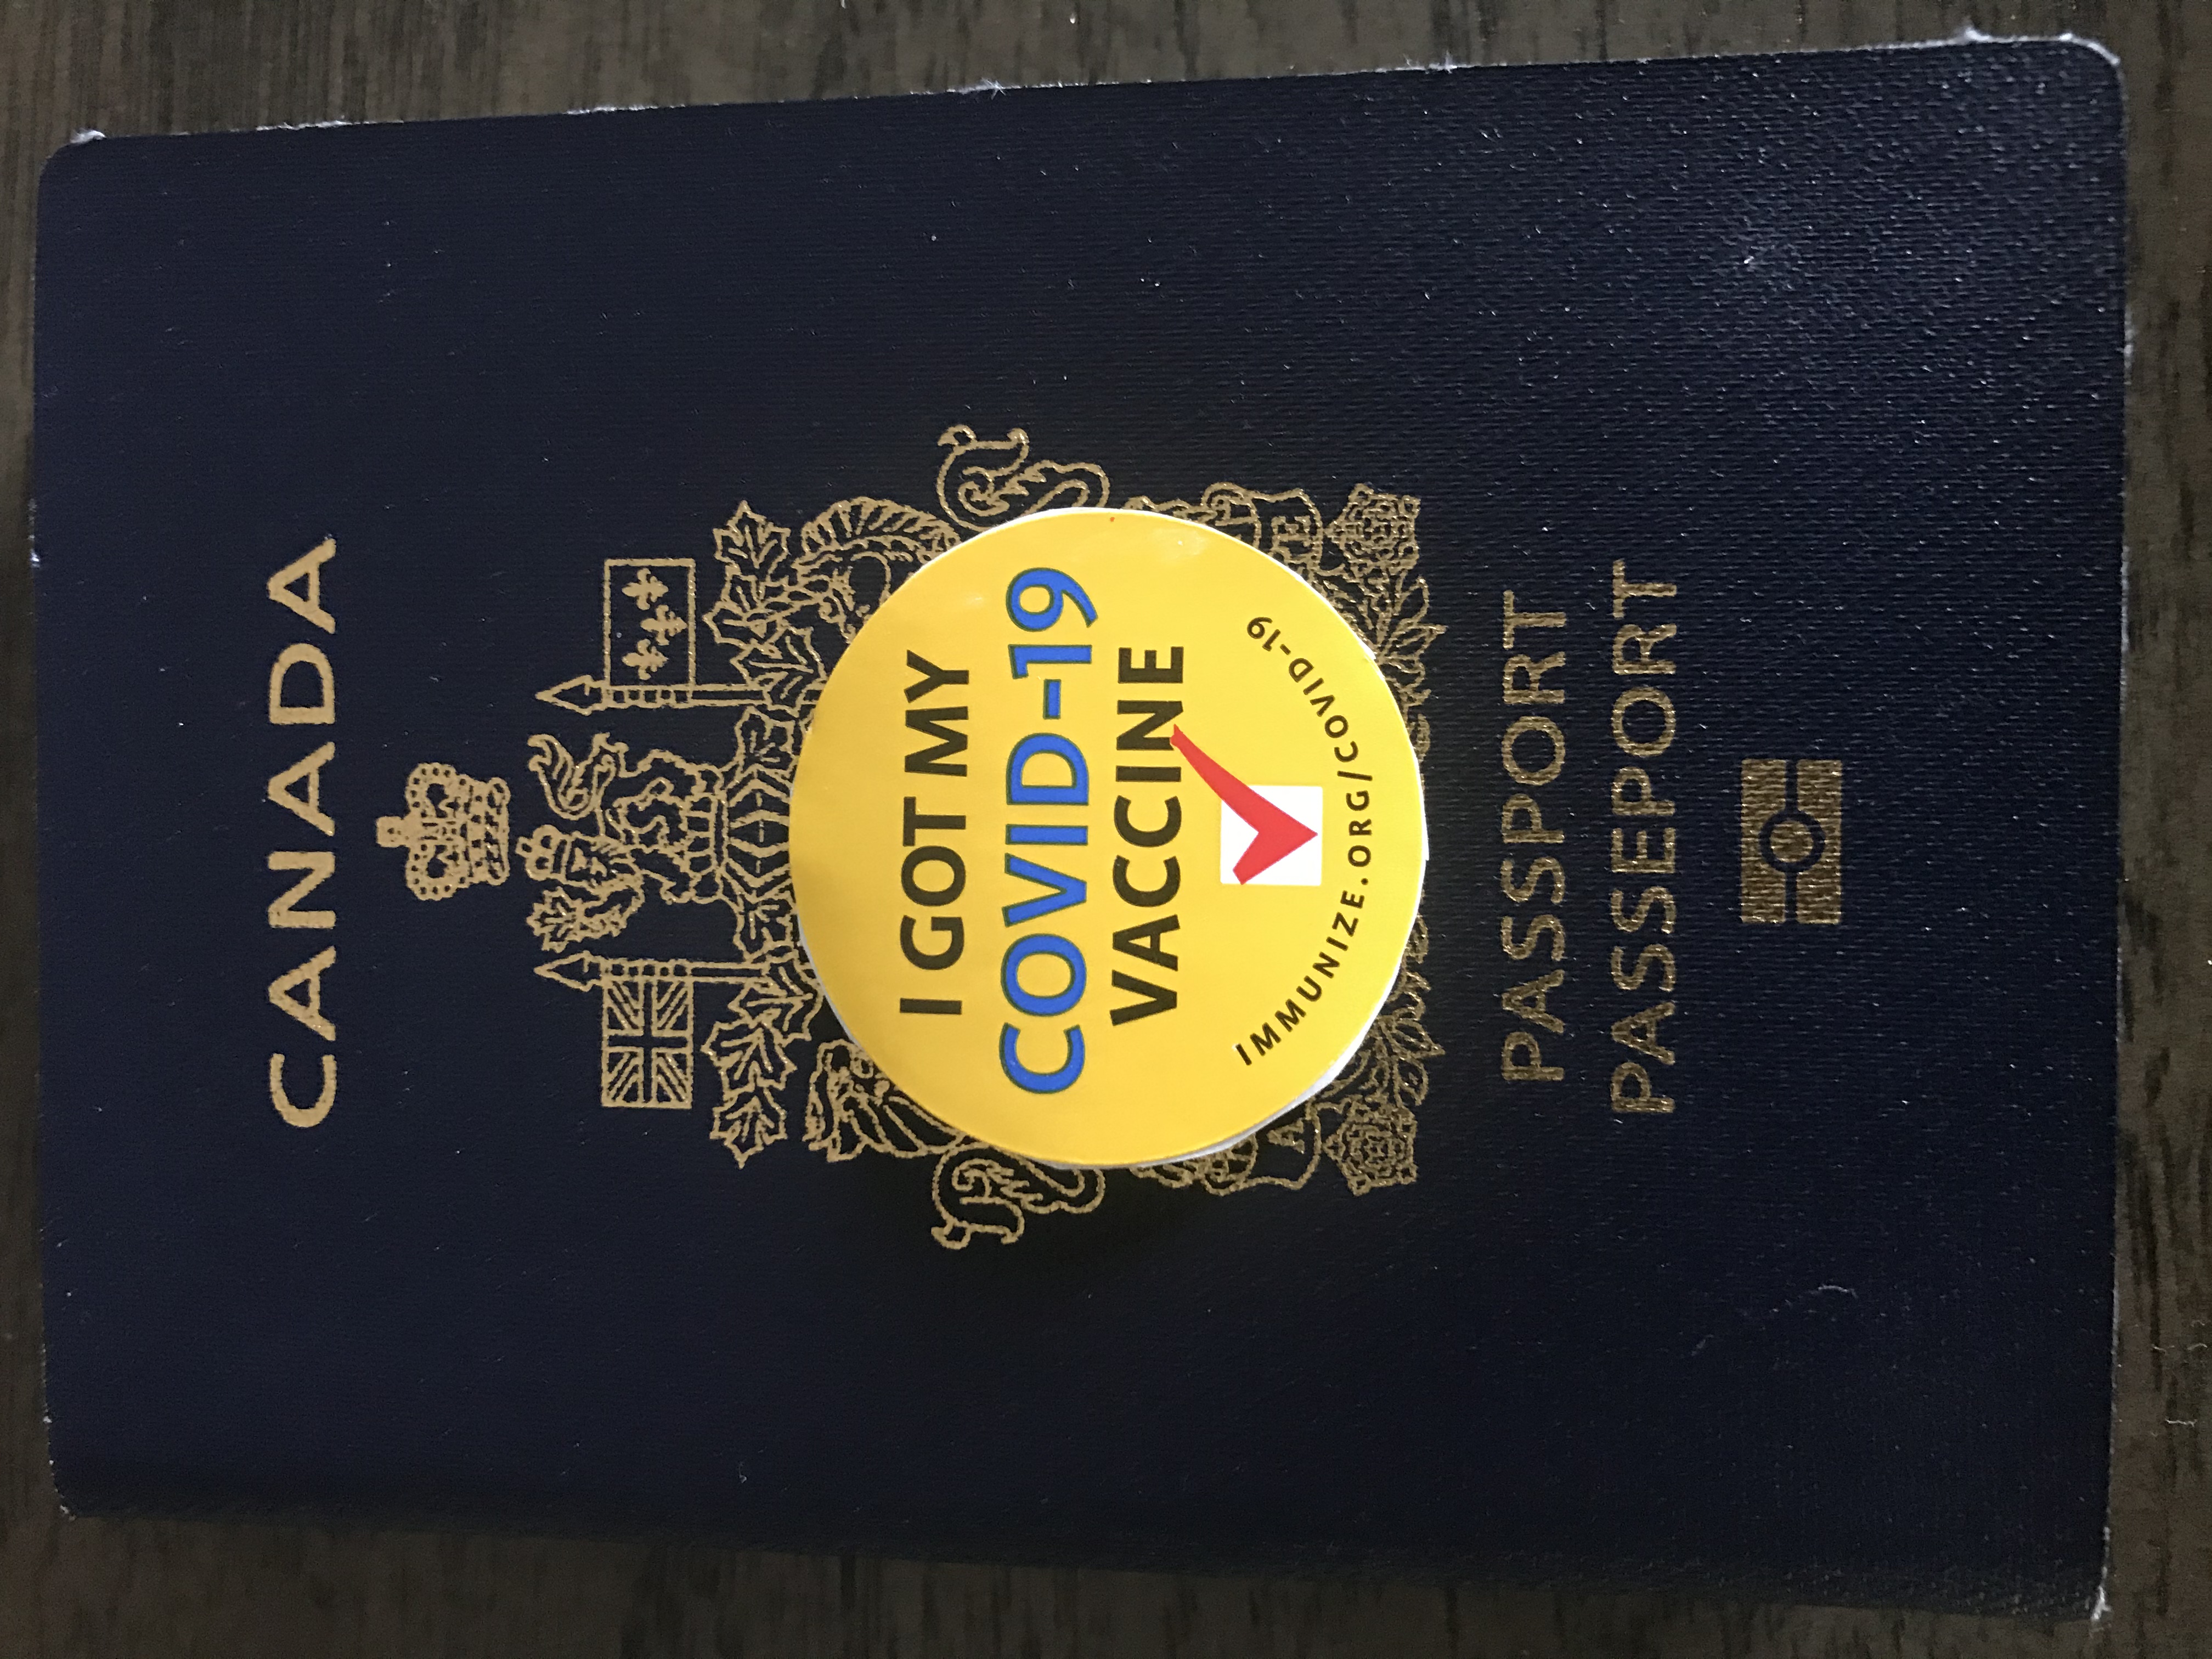 CANADA
I GOT MY
COVID-19
VACCINE
IMMUNIZE.ORG/COVID-19
A
E
PASSPORT
PASSEPORT